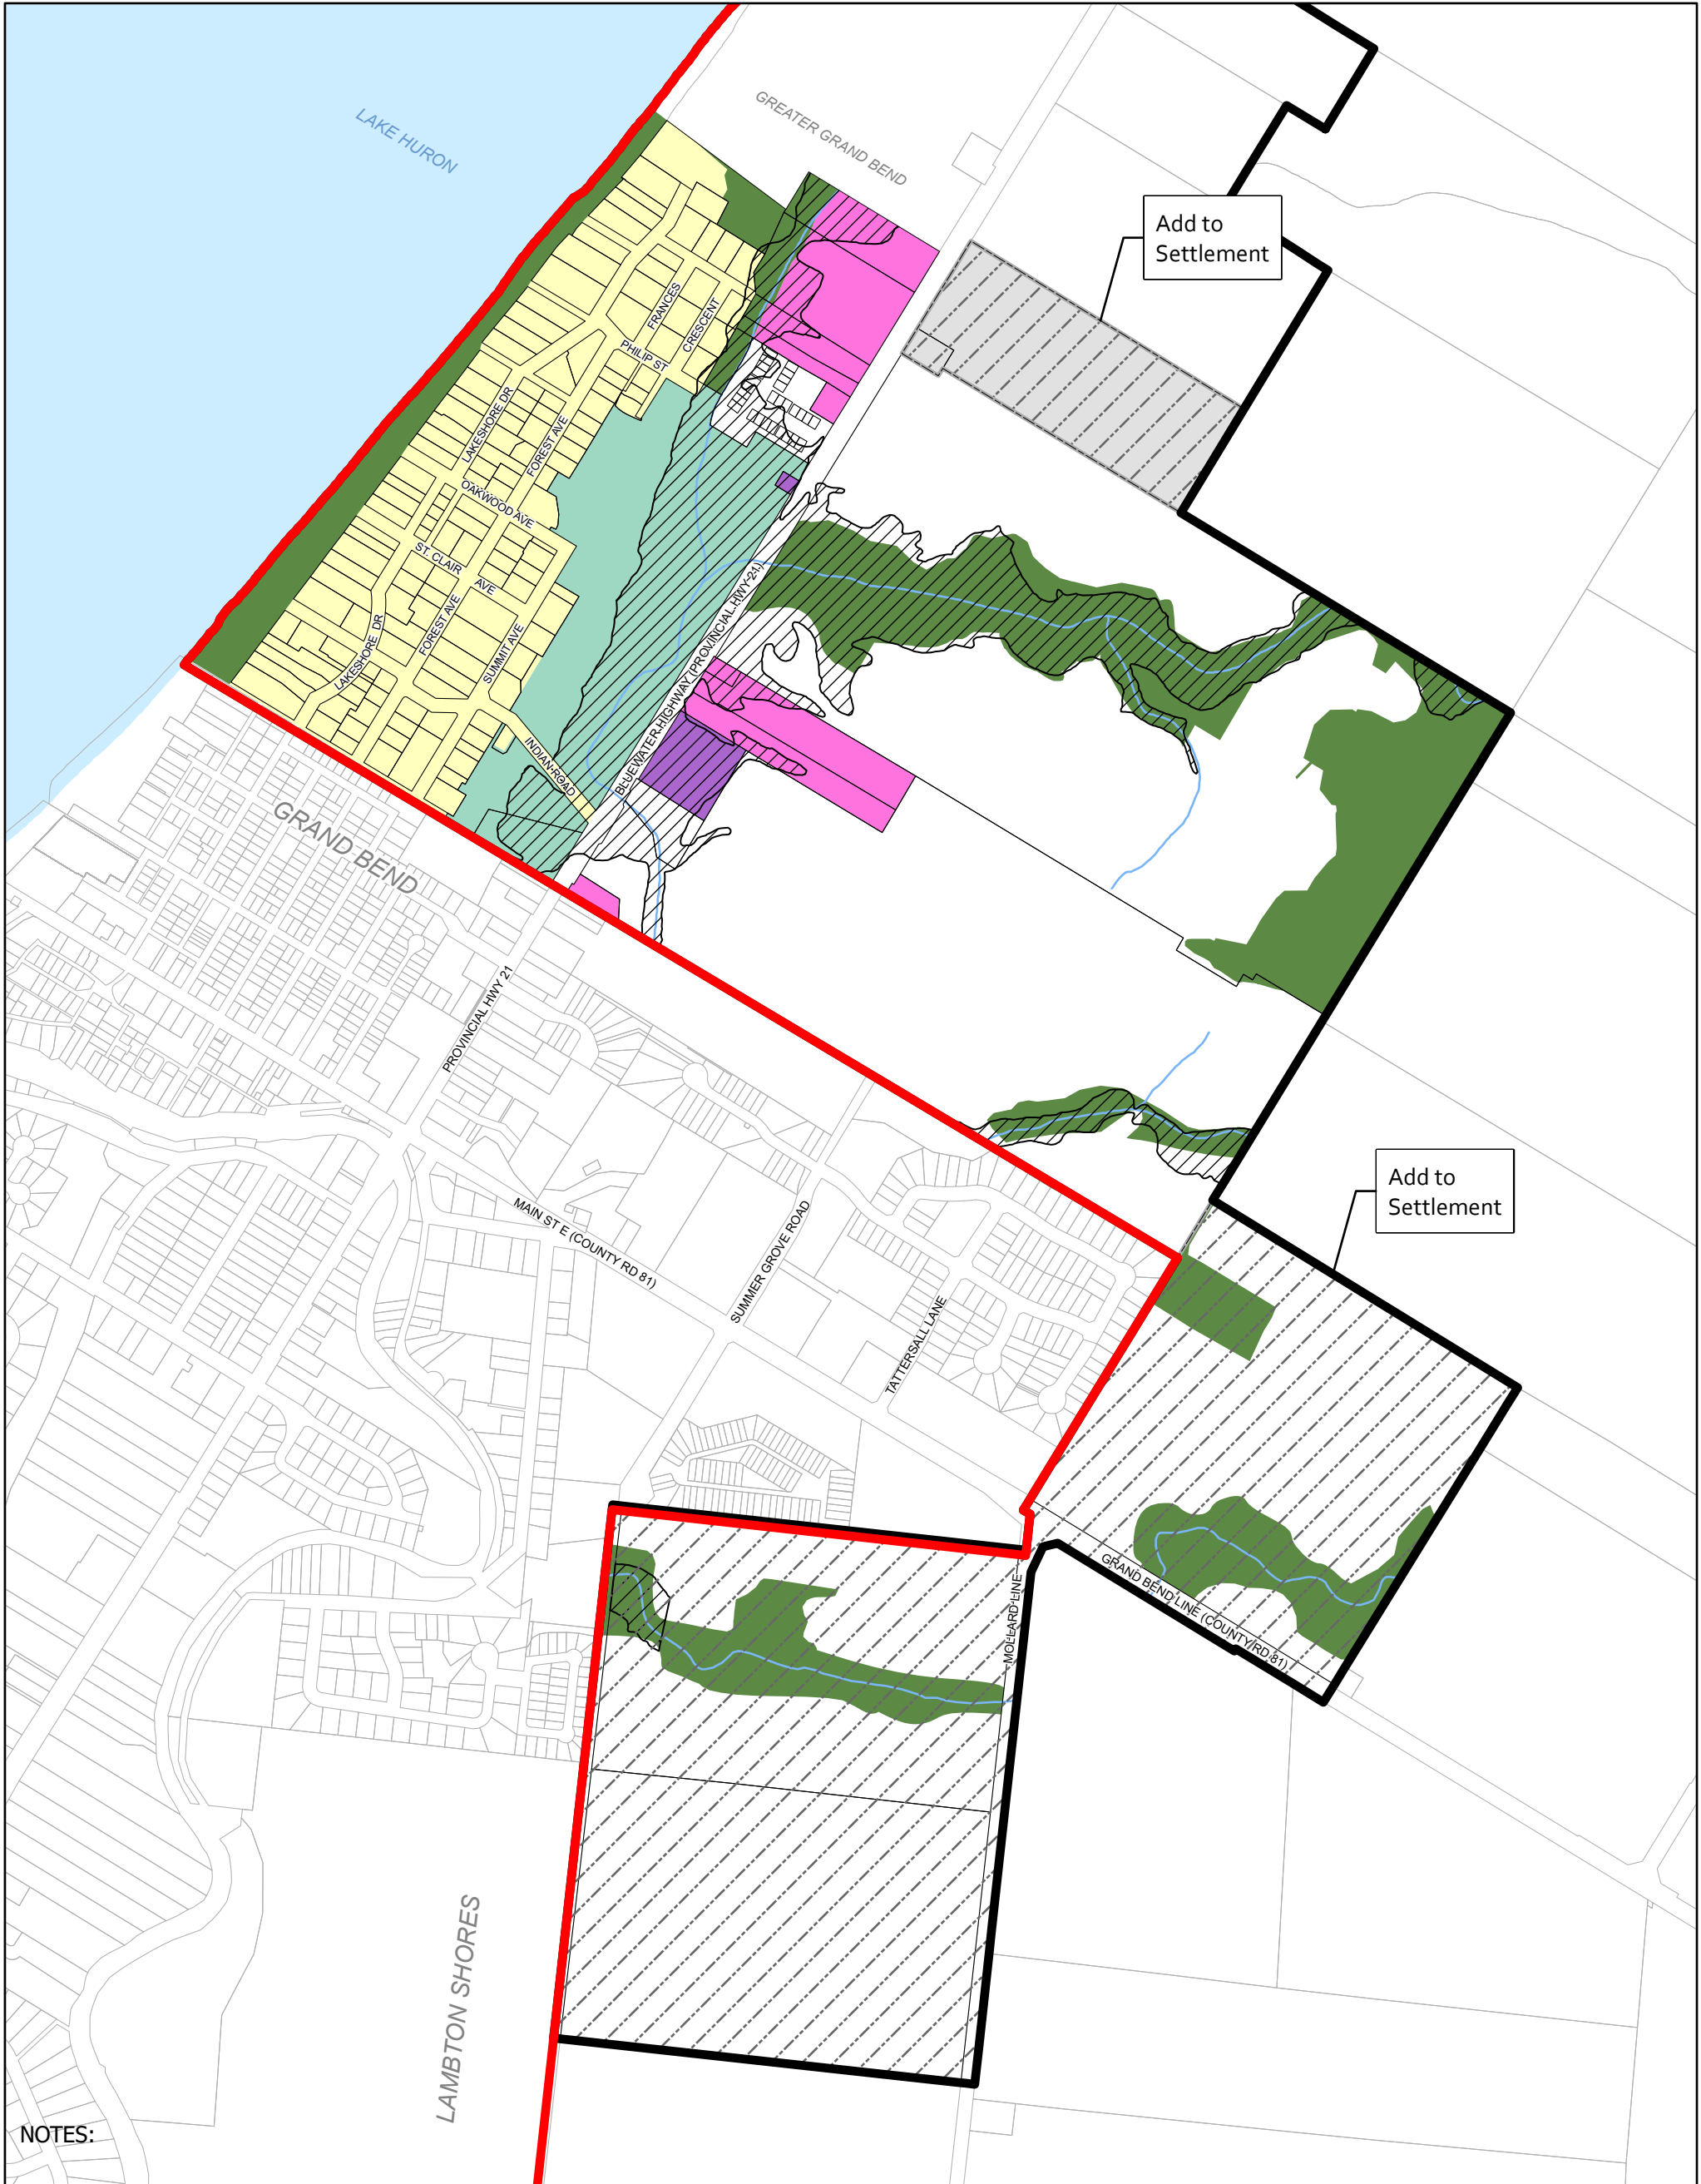 LAKE HURON
GREATER GRAND BEND
Add to
Settlement
FRANCES
CRESCENT
PHILIP ST
LAKESHORE DR
FOREST AVE
OAKWOOD AVE
ST. CLAIR AVE
FOREST AVE
LAKESHORE DR
SUMMIT AVE
BLUEWATER HIGHWAY (PROVINCIAL HWY 21)
INDIAN ROAD
GRAND BEND
PROVINCIAL HWY 21
Add to
Settlement
MAIN ST E (COUNTY RD 81)
SUMMER GROVE ROAD
TATTERSALL LANE
GRAND BEND LINE (COUNTY RD 81)
MOLLARD LINE
LAMBTON SHORES
NOTES: